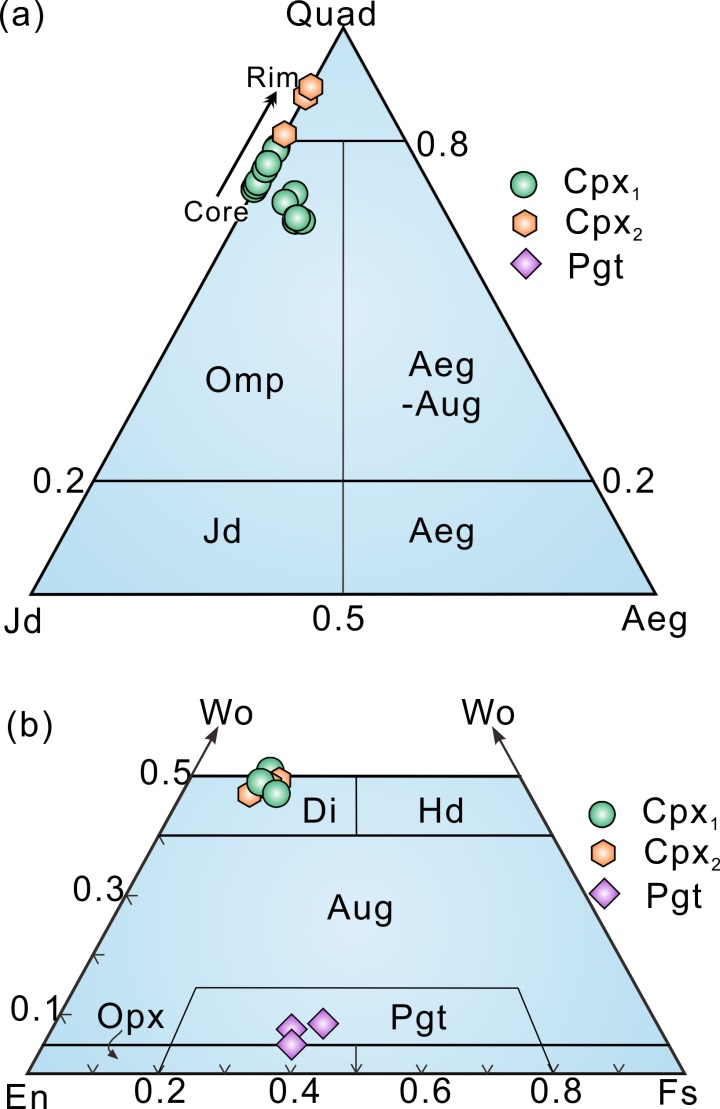 (a)
Quad
Rim
0.8
Core
Cpx₁
Cpx₂
Pgt
Omp
Aeg
-Aug
0.2
0.2
Jd
Aeg
Jd
0.5
Aeg
(b)
Wo
Wo
0.5
Di
Hd
Cpx₁
Cpx₂
Pgt
0.3
Aug
0.1
Opx
Pgt
En
0.2
0.4
0.6
0.8
Fs